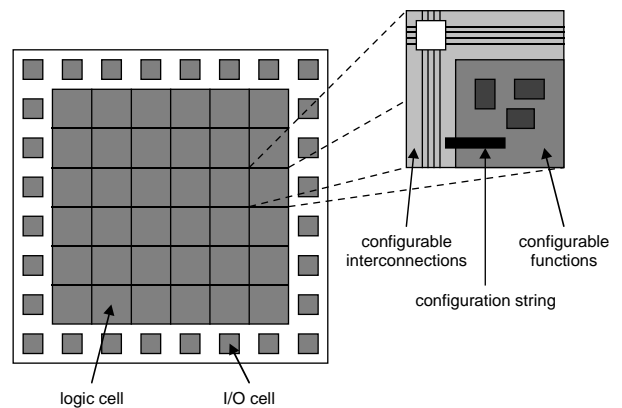 configurable
interconnections
configurable
functions
configuration string
logic cell
I/O cell